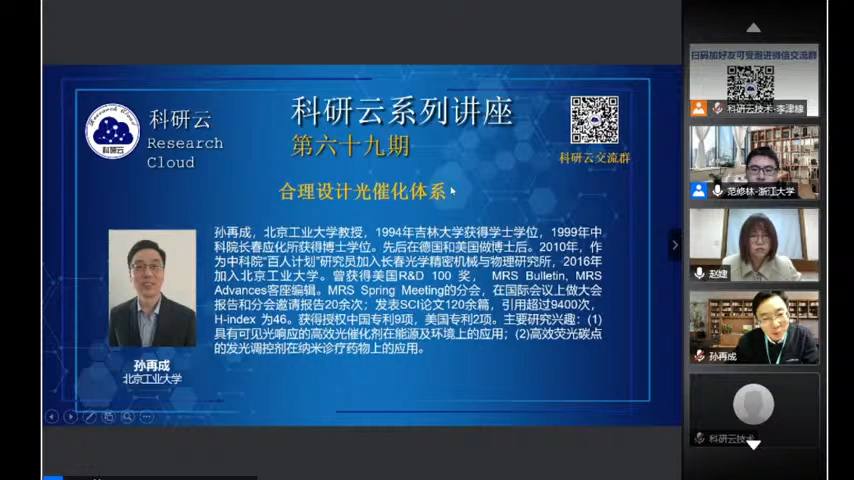 科研云系列讲座
第六十九期
科研云
Research
Cloud
科研云
科研云交流群
合理设计光催化体系
孙再成，北京工业大学教授，1994年吉林大学获得学士学位，1999年中
科院长春应化所获得博士学位。先后在德国和美国做博士后。2010年，作
为中科院“百人计划”研究员加入长春光学精密机械与物理研究所，2016年
加入北京工业大学。曾获得美国R&D 100 奖， MRS Bulletin, MRS
Advances客座编辑。MRS Spring Meeting的分会，在国际会议上做大会
报告和分会邀请报告20余次；发表SCI论文120余篇，引用超过9400次，
H-index 为46。获得授权中国专利9项，美国专利2项。主要研究兴趣：(1)
具有可见光响应的高效光催化剂在能源及环境上的应用；(2)高效荧光碳点
的发光调控剂在纳米诊疗药物上的应用。
孙再成
北京工业大学
科研云技术-李津
范修林-浙江大学
赵婕
孙再成
科研云技术